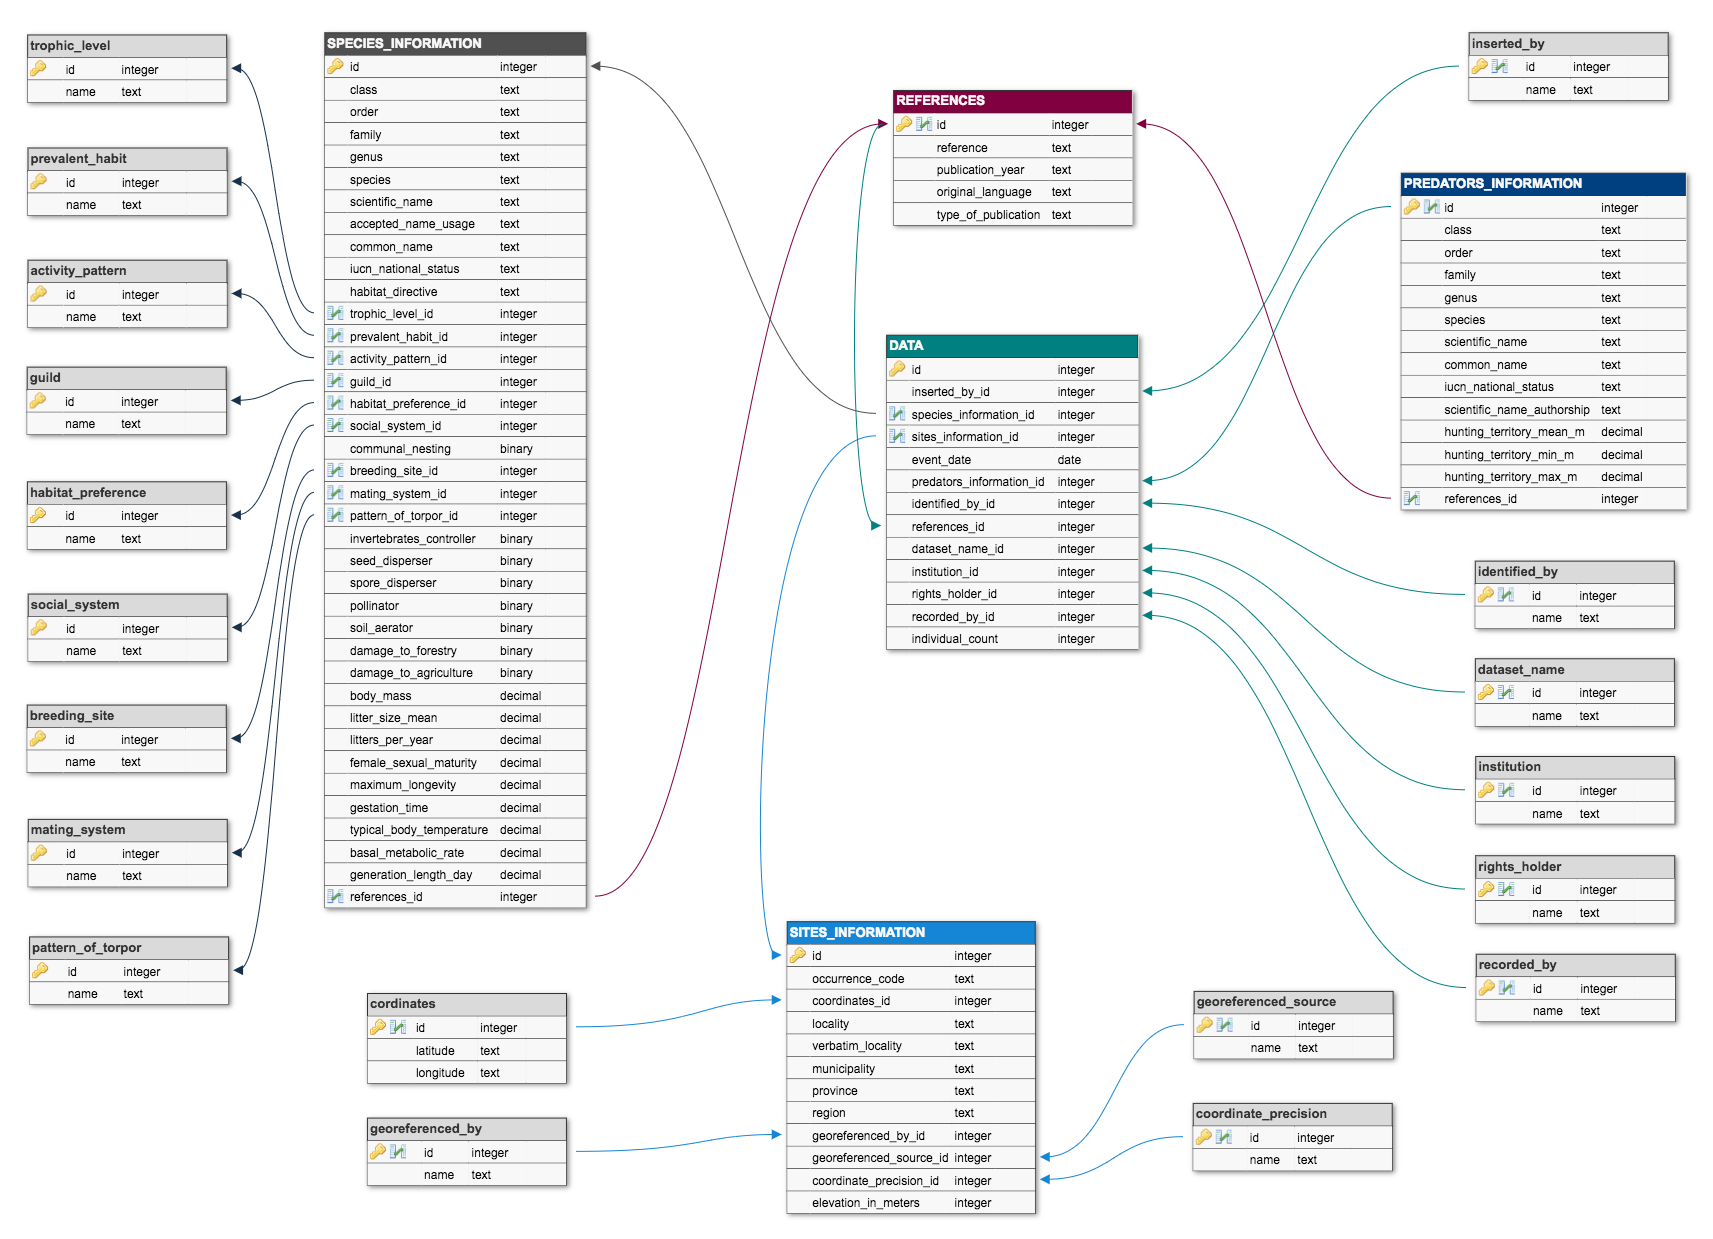 trophic_level
id integer
name text
prevalent_habit
id integer
name text
activity_pattern
id integer
name text
guild
id integer
name text
habitat_preference
id integer
name text
social_system
id integer
name text
breeding_site
id integer
name text
mating_system
id integer
name text
pattern_of_torpor
id integer
name text
SPECIES_INFORMATION
id integer
class text
order text
family text
genus text
species text
scientific_name text
accepted_name_usage text
common_name text
iucn_national_status text
habitat_directive text
trophic_level_id integer
prevalent_habit_id integer
activity_pattern_id integer
guild_id integer
habitat_preference_id integer
social_system_id integer
communal_nesting binary
breeding_site_id integer
mating_system_id integer
pattern_of_torpor_id integer
invertebrates_controller binary
seed_disperser binary
spore_disperser binary
pollinator binary
soil_aerator binary
damage_to_forestry binary
damage_to_agriculture binary
body_mass decimal
litter_size_mean decimal
litters_per_year decimal
female_sexual_maturity decimal
maximum_longevity decimal
gestation_time decimal
typical_body_temperature decimal
basal_metabolic_rate decimal
generation_length_day decimal
references_id integer
cordinates
id integer
latitude text
longitude text
georeferenced_by
id integer
name text
REFERENCES
id integer
reference text
publication_year text
original_language text
type_of_publication text
DATA
id integer
inserted_by_id integer
species_information_id integer
sites_information_id integer
event_date date
predators_information_id integer
identified_by_id integer
references_id integer
dataset_name_id integer
institution_id integer
rights_holder_id integer
recorded_by_id integer
individual_count integer
SITES_INFORMATION
id integer
occurrence_code text
coordinates_id integer
locality text
verbatim_locality text
municipality text
province text
region text
georeferenced_by_id integer
georeferenced_source_id integer
coordinate_precision_id integer
elevation_in_meters integer
georeferenced_source
id integer
name text
coordinate_precision
id integer
name text
inserted_by
id integer
name text
PREDATORS_INFORMATION
id integer
class text
order text
family text
genus text
species text
scientific_name text
common_name text
iucn_national_status text
scientific_name_authorship text
hunting_territory_mean_m decimal
hunting_territory_min_m decimal
hunting_territory_max_m decimal
references_id integer
identified_by
id integer
name text
dataset_name
id integer
name text
institution
id integer
name text
rights_holder
id integer
name text
recorded_by
id integer
name text